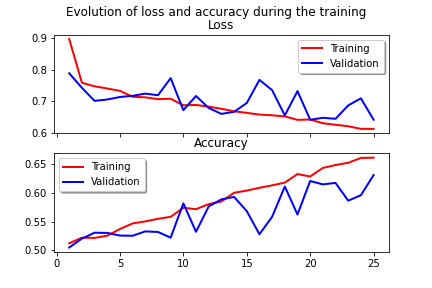 Evolution of loss and accuracy during the training
Loss
0.9
0.8
0.7
0.6
Training
Validation
Accuracy
0.65
0.60
0.55
0.50
Training
Validation
0 5 10 15 20 25